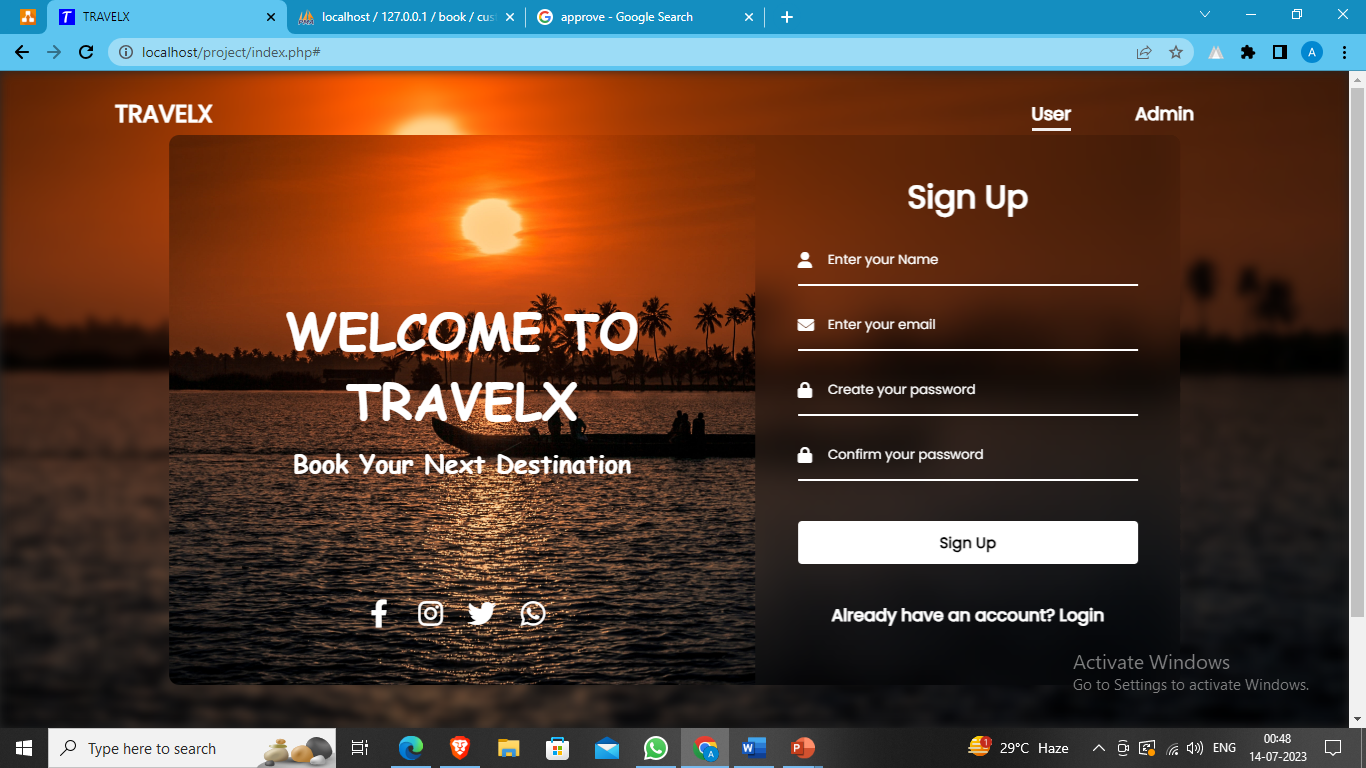 TRAVELX
localhost / 127.0.0.1 / book / cus
approve - Google Search
localhost/project/index.php#
A
TRAVELX
User
Admin
Sign Up
Enter your Name
Enter your email
Create your password
Confirm your password
Sign Up
Already have an account? Login
WELCOME TO
TRAVELX
Book Your Next Destination
Activate Windows
Go to Settings to activate Windows.
Type here to search
1
29°C Haze
ENG
00:48
14-07-2023